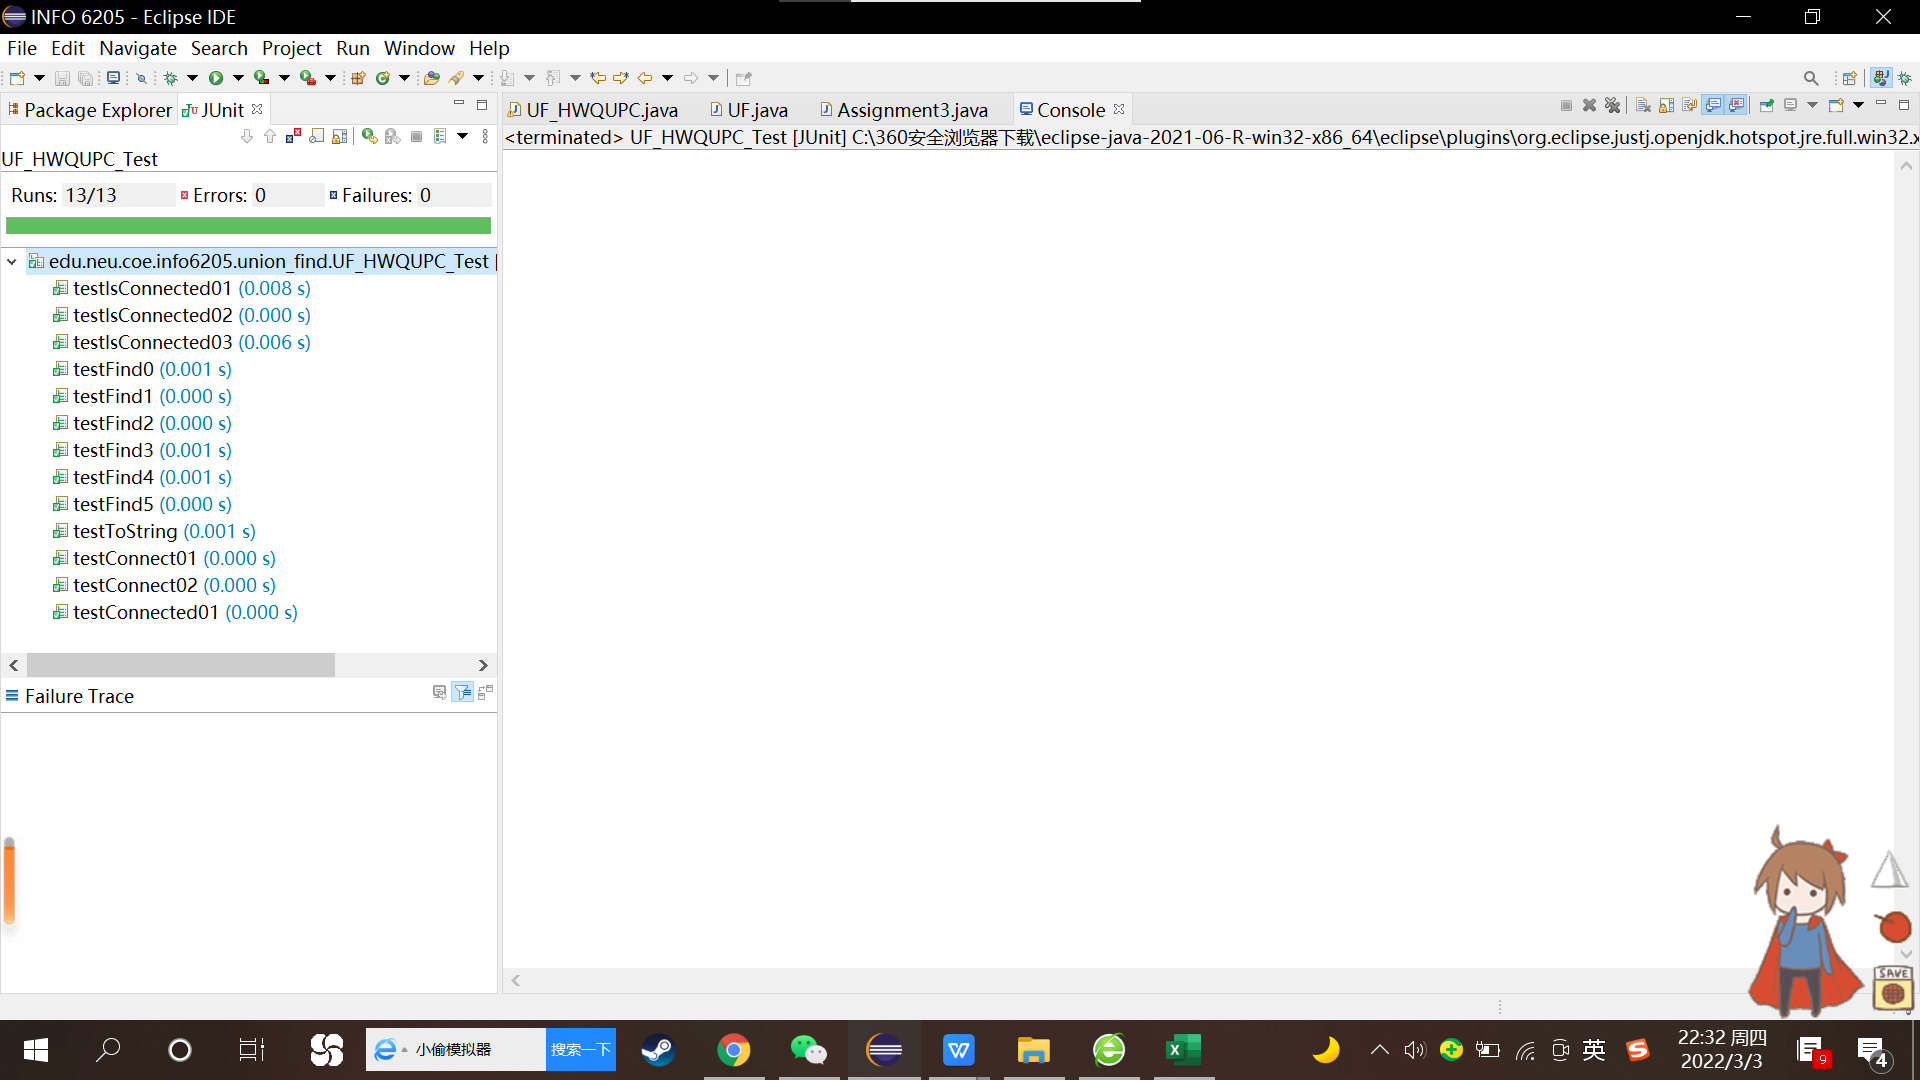 INFO 6205 - Eclipse IDE
File Edit Navigate Search Project Run Window Help
Package Explorer JUnit
UF_HWQUPC.java UF.java Assignment3.java Console
<terminated> UF_HWQUPC_Test [JUnit] C:\360安全浏览器下载\eclipse-java-2021-06-R-win32-x86_64\eclipse\plugins\org.eclipse.justj.openjdk.hotspot.jre.full.win32.x
UF_HWQUPC_Test
Runs: 13/13 Errors: 0 Failures: 0
edu.neu.coe.info6205.union_find.UF_HWQUPC_Test [
testIsConnected01 (0.008 s)
testIsConnected02 (0.000 s)
testIsConnected03 (0.006 s)
testFind0 (0.001 s)
testFind1 (0.000 s)
testFind2 (0.000 s)
testFind3 (0.001 s)
testFind4 (0.001 s)
testFind5 (0.000 s)
testToString (0.001 s)
testConnect01 (0.000 s)
testConnect02 (0.000 s)
testConnected01 (0.000 s)
Failure Trace
SAVE
小偷模拟器 搜索一下
英
22:32 周四
2022/3/3
9
4